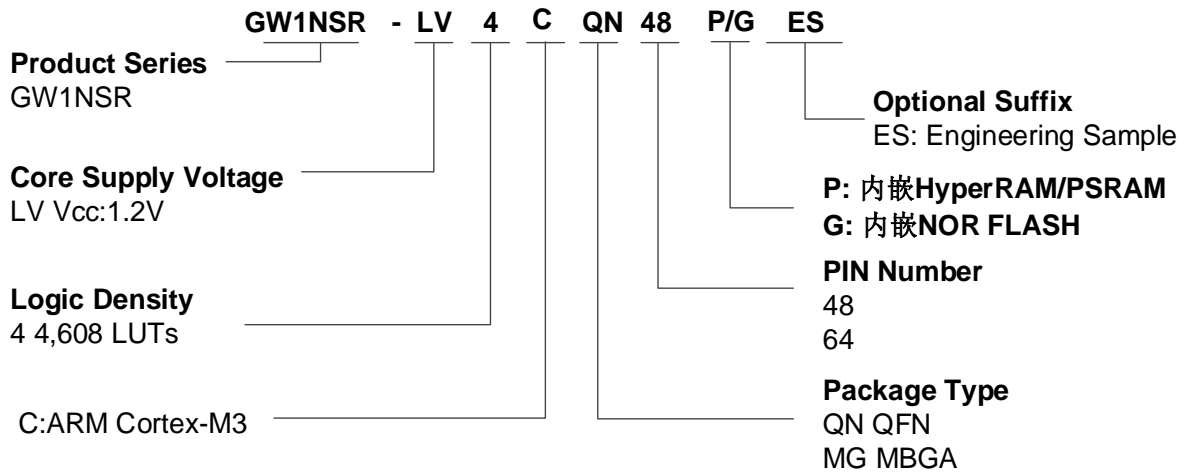 GW1NSR - LV 4 C QN 48 P/G ES
Product Series
GW1NSR
Core Supply Voltage
LV Vcc:1.2V
Logic Density
4 4,608 LUTs
C:ARM Cortex-M3
Optional Suffix
ES: Engineering Sample
P: 内嵌HyperRAM/PSRAM
G: 内嵌NOR FLASH
PIN Number
48
64
Package Type
QN QFN
MG MBGA